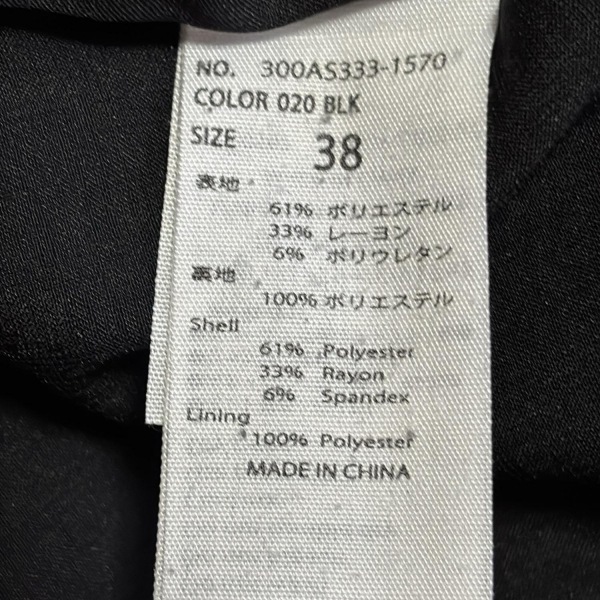 NO. 300AS333-1570
COLOR 020 BLK
SIZE 38
表地
61% ポリエステル
33% レーヨン
6% ポリウレタン
裏地
100% ポリエステル
Shell
61% Polyester
33% Rayon
6% Spandex
Lining
100% Polyester
MADE IN CHINA